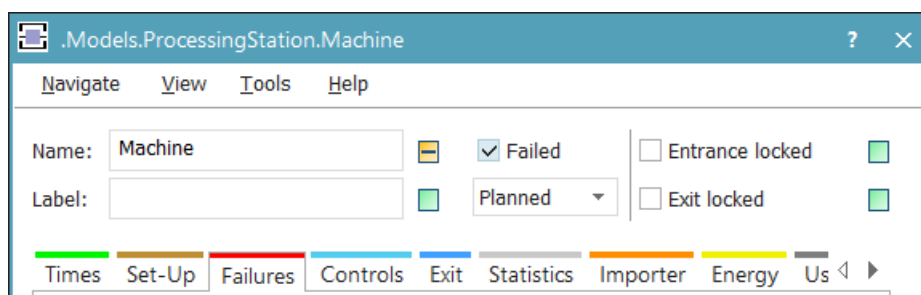 .Models.ProcessingStation.Machine ?
Navigate View Tools Help
Name: Machine Failed Entrance locked
Label: Planned Exit locked
Times Set-Up Failures Controls Exit Statistics Importer Energy Us